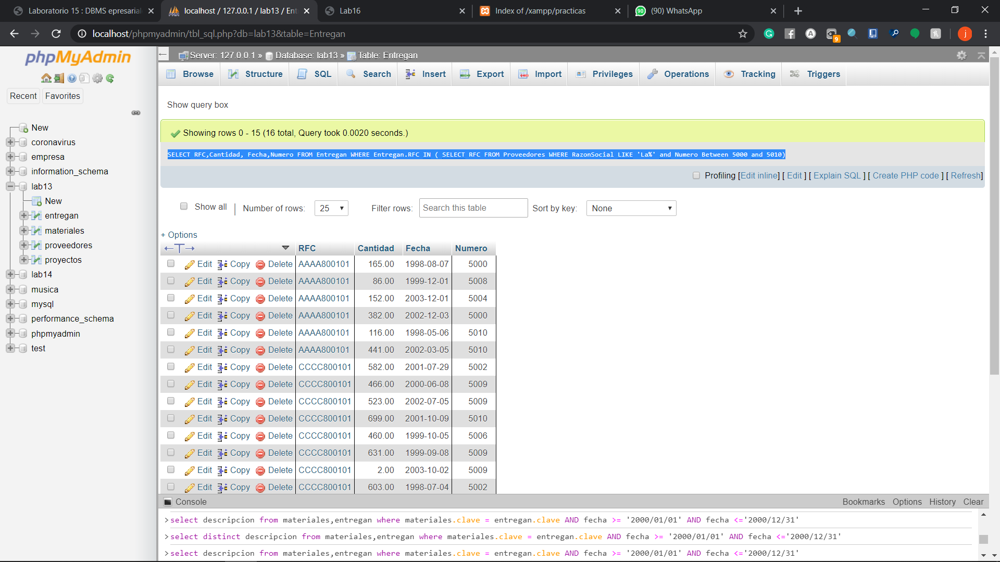 Laboratorio 15 : DBMS epresarial
localhost / 127.0.0.1 / lab13 / Ent
Lab16
Index of /xampp/practicas
(90) WhatsApp
localhost/phpmyadmin/tbl_sql.php?db=lab13&table=Entregan
phpMyAdmin
Recent Favorites
New
coronavirus
empresa
information_schema
lab13
New
entregan
materiales
proveedores
proyectos
lab14
musica
mysql
performance_schema
phpmyadmin
test
Server: 127.0.0.1 » Database: lab13 » Table: Entregan
Browse Structure SQL Search Insert Export Import Privileges Operations Tracking Triggers
Show query box
Showing rows 0 - 15 (16 total, Query took 0.0020 seconds.)
SELECT RFC,Cantidad, Fecha,Numero FROM Entregan WHERE Entregan.RFC IN ( SELECT RFC FROM Proveedores WHERE RazonSocial LIKE 'La%' and Numero Between 5000 and 5010)
Profiling [Edit inline] [ Edit ] [ Explain SQL ] [ Create PHP code ] [ Refresh]
Show all | Number of rows: 25 Filter rows: Search this table Sort by key: None
+ Options
RFC Cantidad Fecha Numero
Edit Copy Delete AAAA800101 165.00 1998-08-07 5000
Edit Copy Delete AAAA800101 86.00 1999-12-01 5008
Edit Copy Delete AAAA800101 152.00 2003-12-01 5004
Edit Copy Delete AAAA800101 382.00 2002-12-03 5000
Edit Copy Delete AAAA800101 116.00 1998-05-06 5010
Edit Copy Delete AAAA800101 441.00 2002-03-05 5010
Edit Copy Delete CCCC800101 582.00 2001-07-29 5002
Edit Copy Delete CCCC800101 466.00 2000-06-08 5009
Edit Copy Delete CCCC800101 523.00 2002-07-05 5009
Edit Copy Delete CCCC800101 699.00 2001-10-09 5010
Edit Copy Delete CCCC800101 460.00 1999-10-05 5006
Edit Copy Delete CCCC800101 631.00 1999-09-08 5009
Edit Copy Delete CCCC800101 2.00 2003-10-02 5009
Edit Copy Delete CCCC800101 603.00 1998-07-04 5002
Console Bookmarks Options History Clear
>select descripcion from materiales,entregan where materiales.clave = entregan.clave AND fecha >= '2000/01/01' AND fecha <='2000/12/31'
>select distinct descripcion from materiales,entregan where materiales.clave = entregan.clave AND fecha >= '2000/01/01' AND fecha <='2000/12/31'
>select descripcion from materiales,entregan where materiales.clave = entregan.clave AND fecha >= '2000/01/01' AND fecha <='2000/12/31'